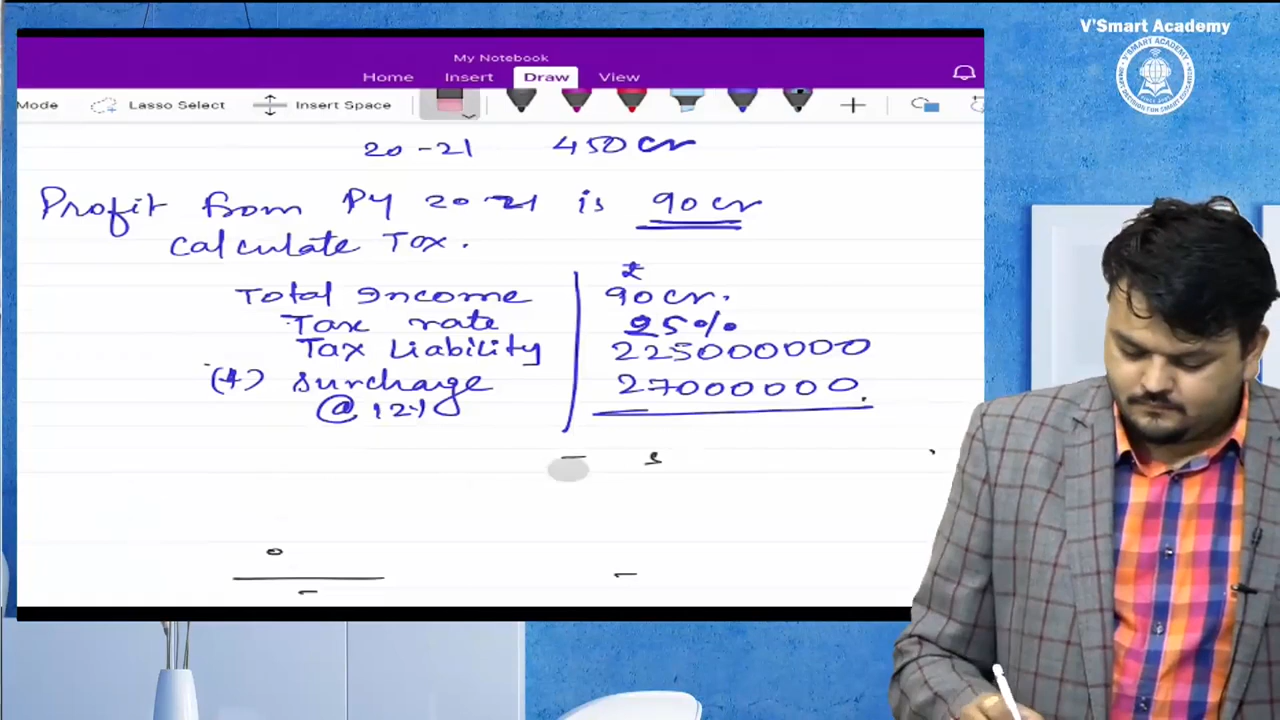 V'Smart Academy
My Notebook
Home Insert Draw View
Mode Lasso Select Insert Space
20-21 450 cr
Profit from PY 20-21 is 90 cr
Calculate Tax.
₹
Total Income 90 cr.
Tax rate 25%
Tax Liability 225000000
(+) Surcharge 27000000
@ 12%
V'SMART ACADEMY